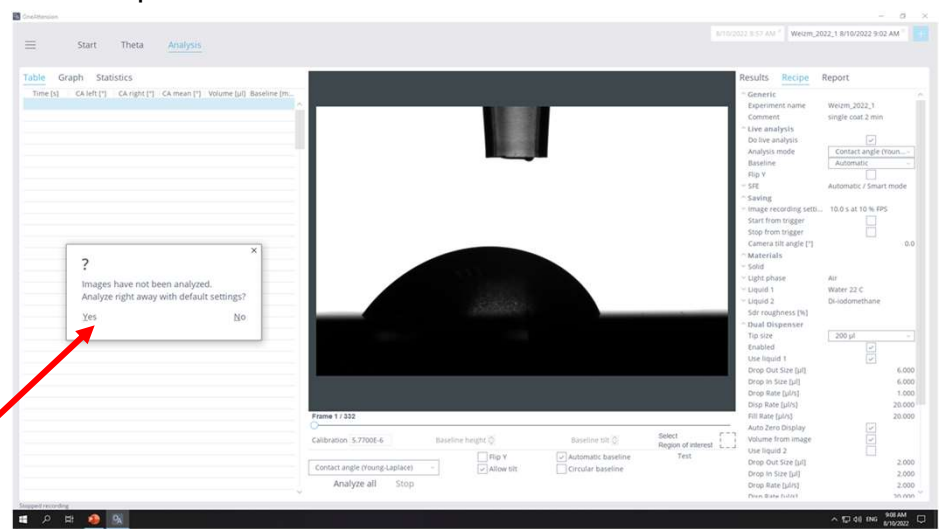 OneAttension
Start Theta Analysis
8/10/2022 8:57 AM Weizm_2022_1 8/10/2022 9:02 AM
Table Graph Statistics
Time [s] CA left [°] CA right [°] CA mean [°] Volume [µl] Baseline [m...
?
Images have not been analyzed.
Analyze right away with default settings?
Yes No
Frame 1 / 332
Calibration 5.7700E-6 Baseline height Baseline tilt Select
Region of interest
Flip Y Automatic baseline Test
Contact angle (Young-Laplace) Allow tilt Circular baseline
Analyze all Stop
Results Recipe Report
Generic
Experiment name Weizm_2022_1
Comment single coat 2 min
Live analysis
Do live analysis
Analysis mode Contact angle (Youn...
Baseline Automatic
Flip Y
SFE Automatic / Smart mode
Saving
Image recording setti... 10.0 s at 10 % FPS
Start from trigger
Stop from trigger
Camera tilt angle [°] 0.0
Materials
Solid
Light phase Air
Liquid 1 Water 22 C
Liquid 2 Di-iodomethane
Sdr roughness [%]
Dual Dispenser
Tip size 200 µl
Enabled
Use liquid 1
Drop Out Size [µl] 6.000
Drop In Size [µl] 6.000
Drop Rate [µl/s] 1.000
Disp Rate [µl/s] 20.000
Fill Rate [µl/s] 20.000
Auto Zero Display
Volume from image
Use liquid 2
Drop Out Size [µl] 2.000
Drop In Size [µl] 2.000
Drop Rate [µl/s] 2.000
Disp Rate [µl/s] 20.000
Stopped recording
ENG 9:08 AM
8/10/2022